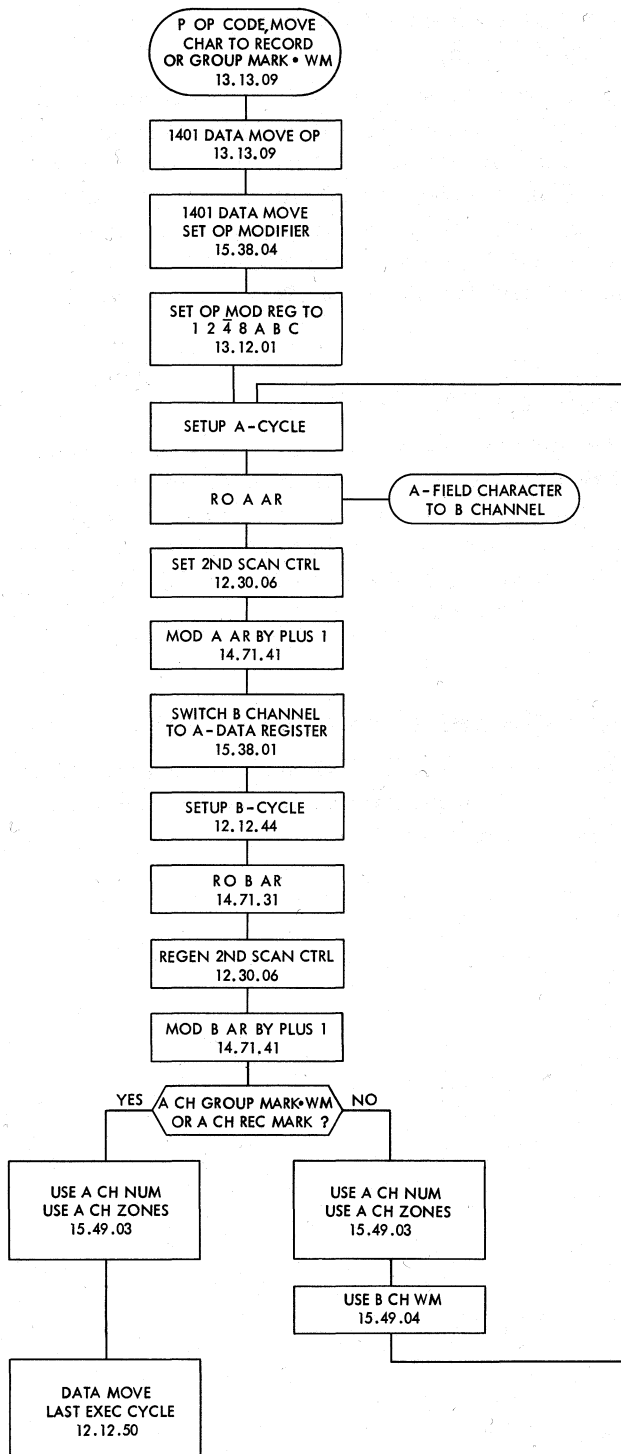 P OP CODE, MOVE
CHAR TO RECORD
OR GROUP MARK • WM
13.13.09
1401 DATA MOVE OP
13.13.09
1401 DATA MOVE
SET OP MODIFIER
15.38.04
SET OP MOD REG TO
1 2 4̅ 8 A B C
13.12.01
SETUP A-CYCLE
RO A AR
A-FIELD CHARACTER
TO B CHANNEL
SET 2ND SCAN CTRL
12.30.06
MOD A AR BY PLUS 1
14.71.41
SWITCH B CHANNEL
TO A-DATA REGISTER
15.38.01
SETUP B-CYCLE
12.12.44
RO B AR
14.71.31
REGEN 2ND SCAN CTRL
12.30.06
MOD B AR BY PLUS 1
14.71.41
A CH GROUP MARK•WM
OR A CH REC MARK ?
YES
NO
USE A CH NUM
USE A CH ZONES
15.49.03
USE A CH NUM
USE A CH ZONES
15.49.03
USE B CH WM
15.49.04
DATA MOVE
LAST EXEC CYCLE
12.12.50